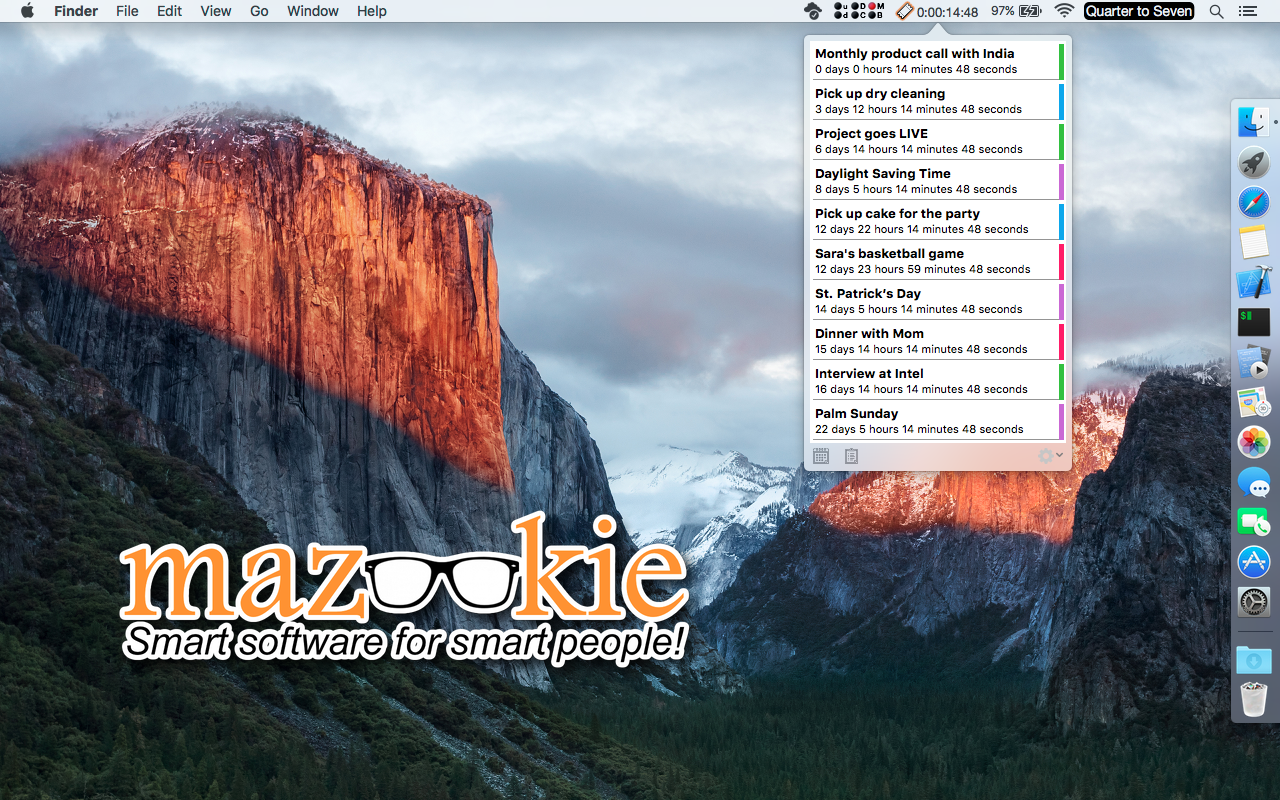 Finder File Edit View Go Window Help
u D M
d C B
0:00:14:48 97% Quarter to Seven
Monthly product call with India
0 days 0 hours 14 minutes 48 seconds
Pick up dry cleaning
3 days 12 hours 14 minutes 48 seconds
Project goes LIVE
6 days 14 hours 14 minutes 48 seconds
Daylight Saving Time
8 days 5 hours 14 minutes 48 seconds
Pick up cake for the party
12 days 22 hours 14 minutes 48 seconds
Sara's basketball game
12 days 23 hours 59 minutes 48 seconds
St. Patrick’s Day
14 days 5 hours 14 minutes 48 seconds
Dinner with Mom
15 days 14 hours 14 minutes 48 seconds
Interview at Intel
16 days 14 hours 14 minutes 48 seconds
Palm Sunday
22 days 5 hours 14 minutes 48 seconds
mazookie
Smart software for smart people!
$
3D